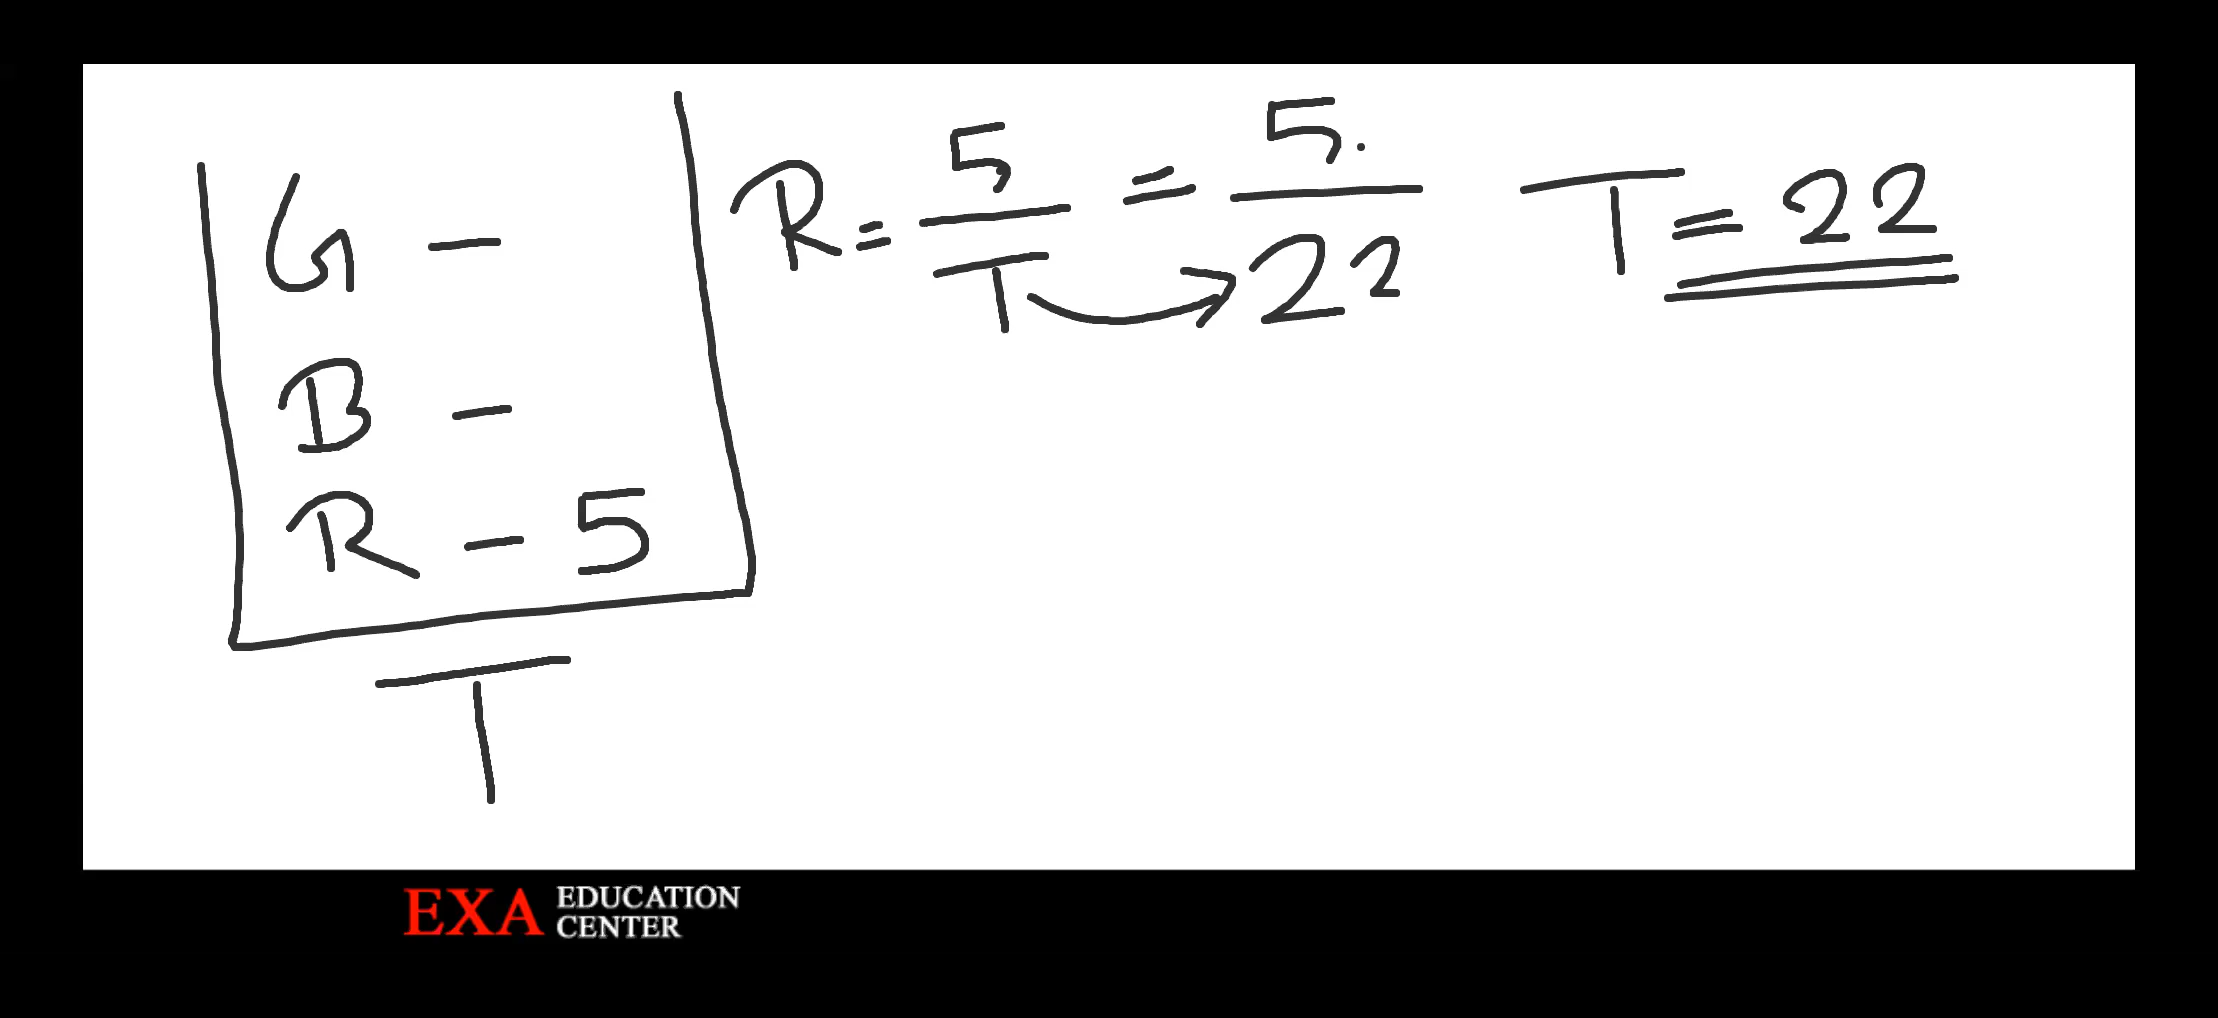 G -
B -
R - 5
T
R = 5/T = 5. / 22
T = 22
EXA EDUCATION
CENTER